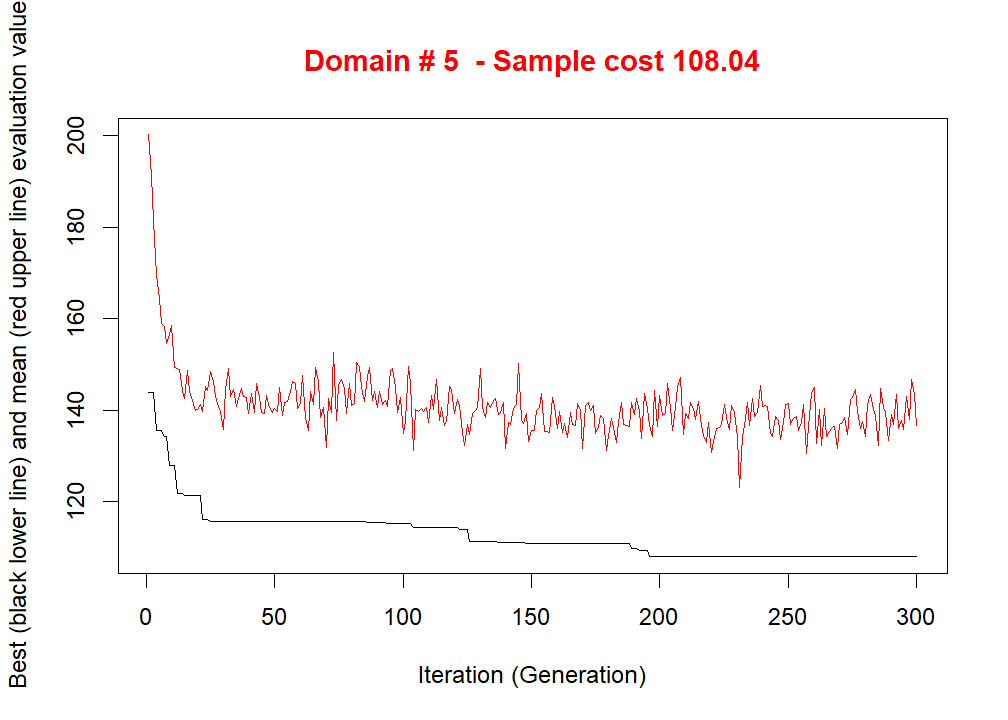 Domain # 5  - Sample cost 108.04
Best (black lower line) and mean (red upper line) evaluation value
200
180
160
140
120
0 50 100 150 200 250 300
Iteration (Generation)